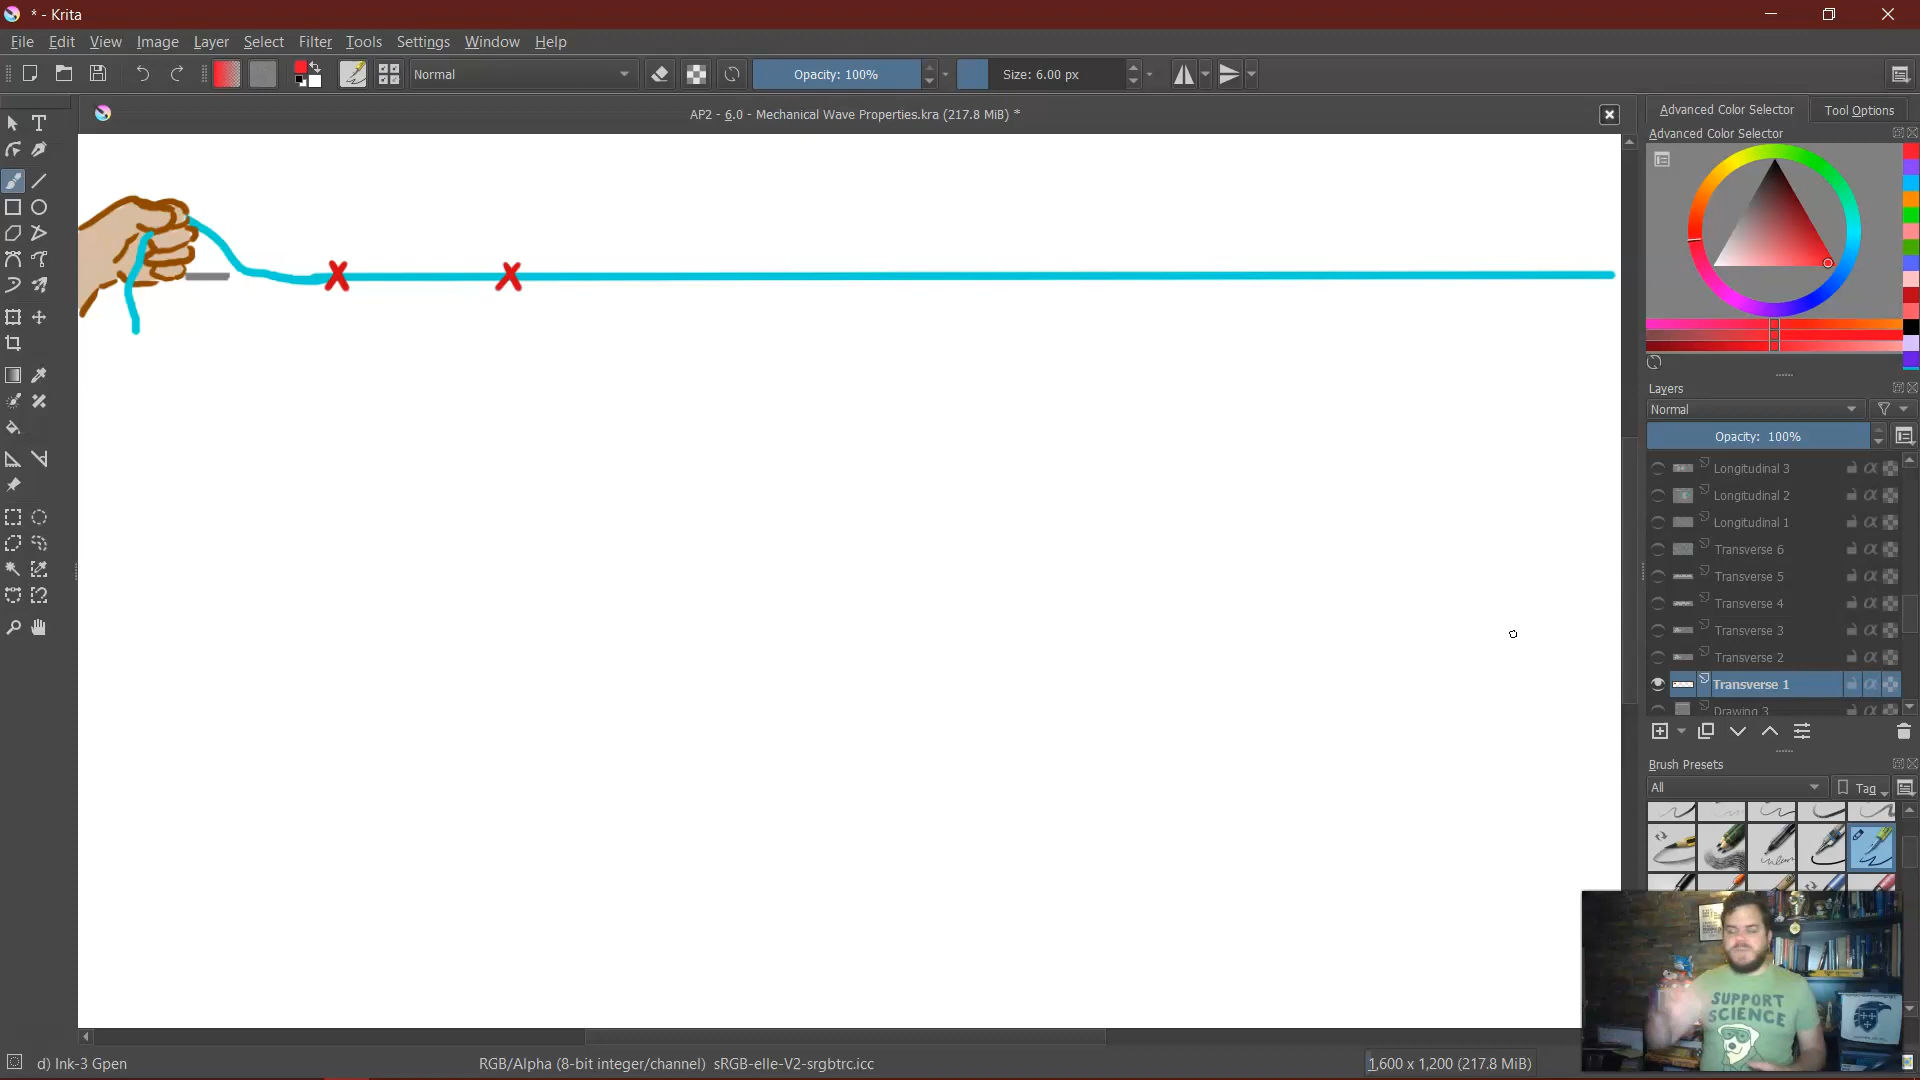 * - Krita
File Edit View Image Layer Select Filter Tools Settings Window Help
Normal
Opacity: 100%
Size: 6.00 px
AP2 - 6.0 - Mechanical Wave Properties.kra (217.8 MiB) *
Advanced Color Selector
Tool Options
Advanced Color Selector
X X
Layers
Normal
Opacity: 100%
Longitudinal 3
Longitudinal 2
Longitudinal 1
Transverse 6
Transverse 5
Transverse 4
Transverse 3
Transverse 2
Transverse 1
Drawing 3
Brush Presets
All
Tag
SUPPORT
SCIENCE
d) Ink-3 Gpen
RGB/Alpha (8-bit integer/channel) sRGB-elle-V2-srgbtrc.icc
1,600 x 1,200 (217.8 MiB)